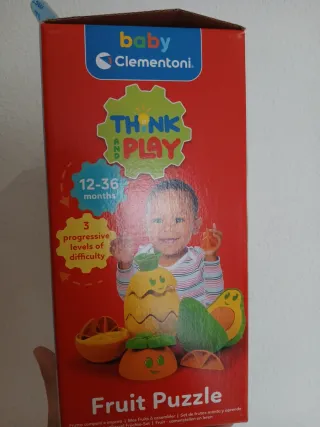 baby
Clementoni
THINK
AND
PLAY
12-36
months
3
progressive
levels of
difficulty
Fruit Puzzle